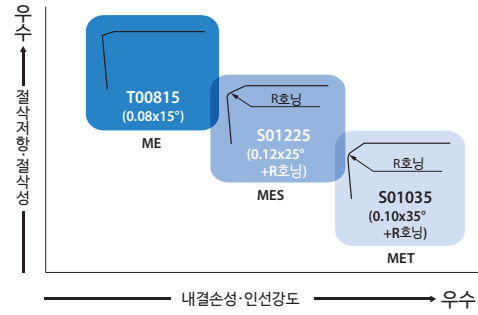 우수
절삭저항·절삭성
T00815
(0.08x15°)
ME
R호닝
S01225
(0.12x25°
+R호닝)
MES
R호닝
S01035
(0.10x35°
+R호닝)
MET
내결손성·인선강도
우수